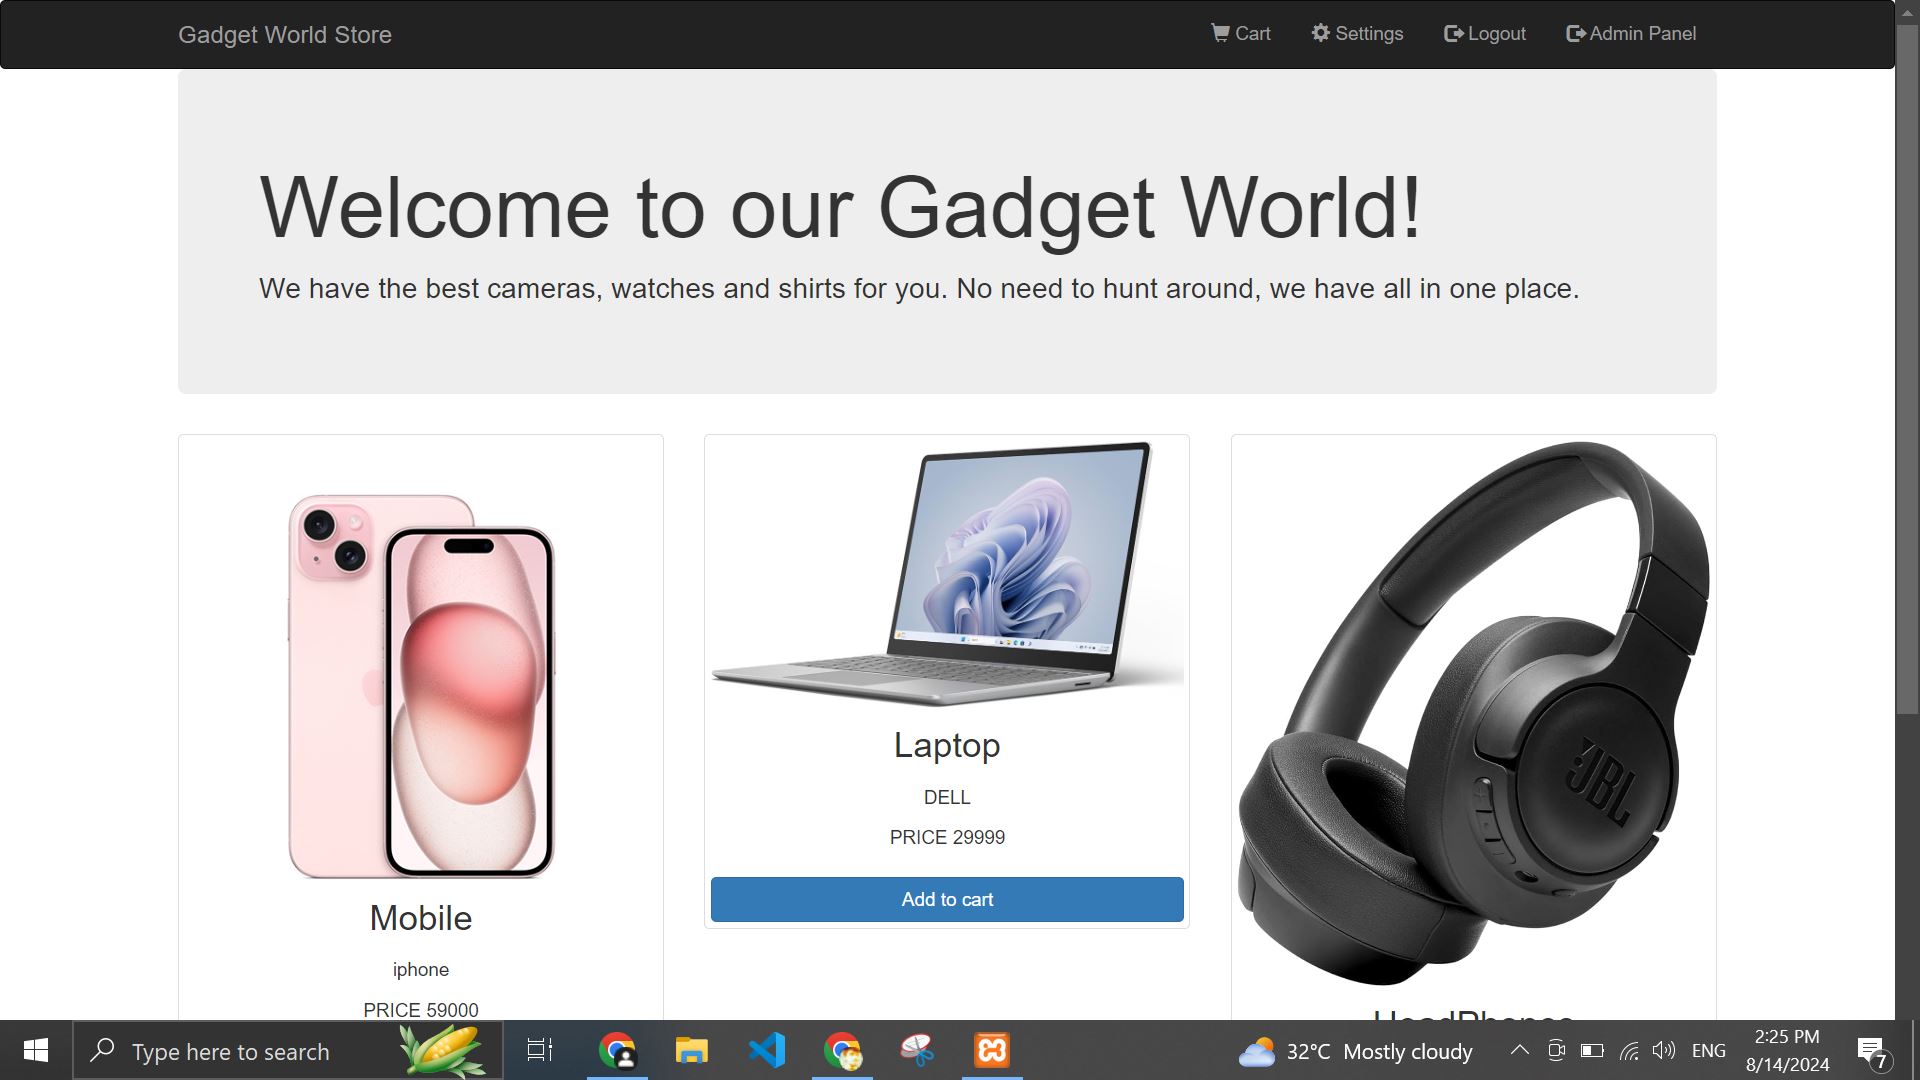 Gadget World Store
Cart
Settings
Logout
Admin Panel
Welcome to our Gadget World!
We have the best cameras, watches and shirts for you. No need to hunt around, we have all in one place.
JBL
Laptop
DELL
PRICE 29999
Add to cart
Mobile
iphone
PRICE 59000
HeadPhones
Type here to search
32°C Mostly cloudy
ENG
2:25 PM
8/14/2024
7